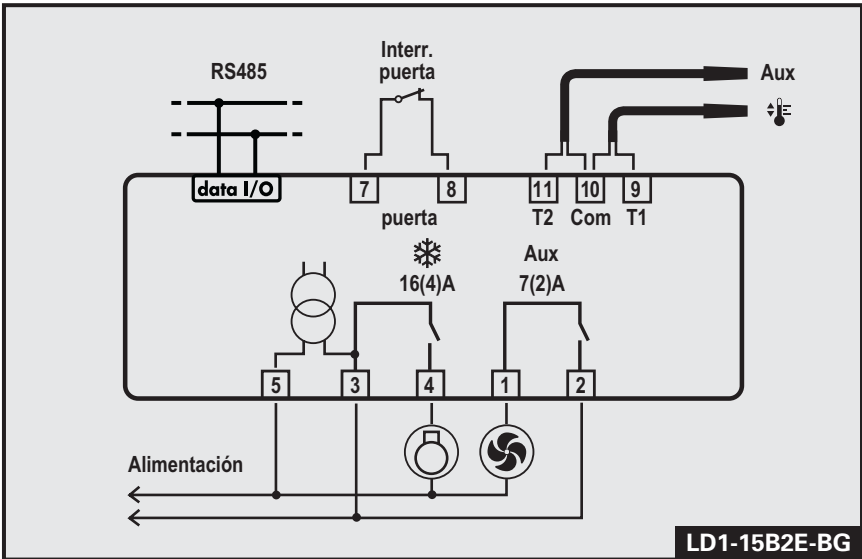 RS485
Interr.
puerta
Aux
data I/O
7
8
11
10
9
puerta
T2 Com T1
Aux
16(4)A
7(2)A
5
3
4
1
2
Alimentación
LD1-15B2E-BG